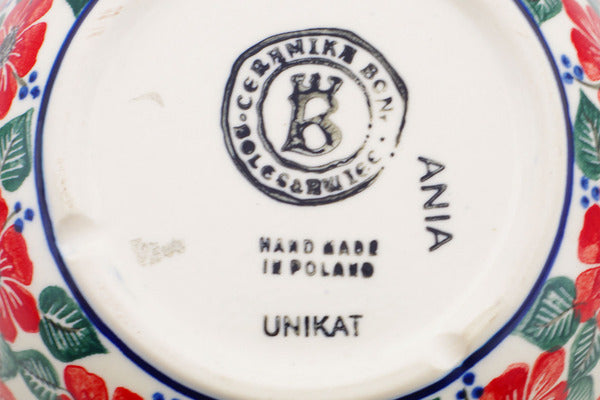 CERAMIKA BON
BOLESŁAWIEC
B
ANIA
HAND MADE
IN POLAND
UNIKAT